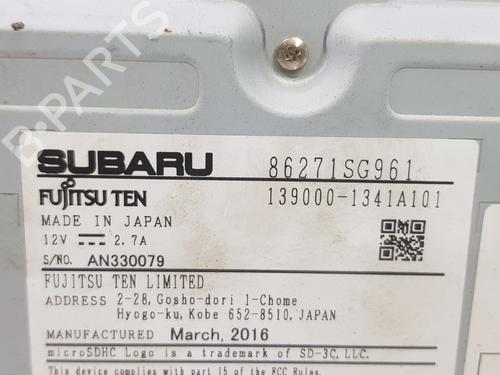 B-PARTS
SUBARU 86271SG961
FUJITSU TEN 139000-1341A101
MADE IN JAPAN
12V 2.7A
S/NO. AN330079
FUJITSU TEN LIMITED
ADDRESS 2-28, Gosho-dori 1-Chome
Hyogo-ku, Kobe 652-8510, JAPAN
MANUFACTURED March, 2016
microSDHC Logo is a trademark of SD-3C, LLC.
This device complies with part 15 of the FCC Rules.